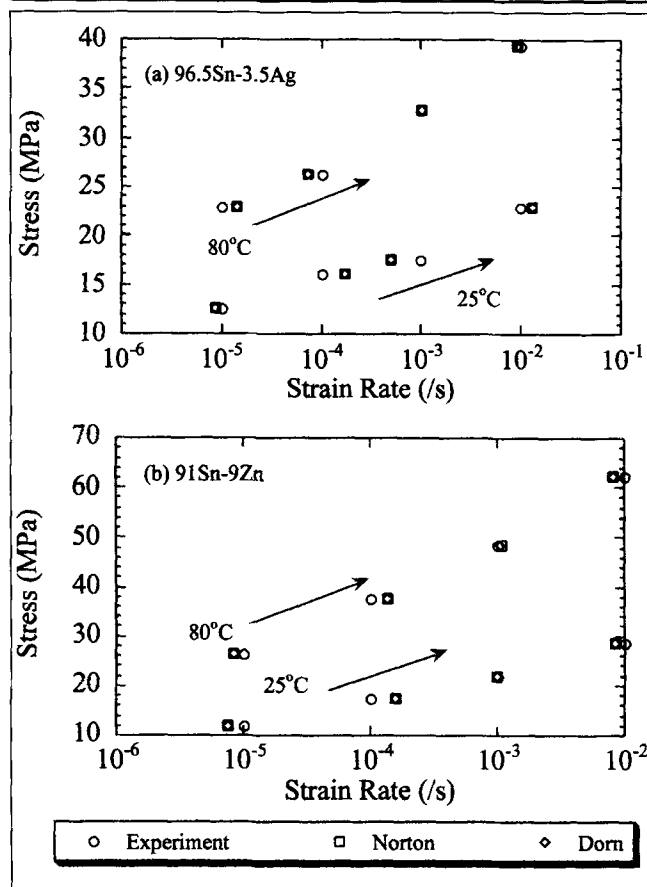 40
(a) 96.5Sn-3.5Ag
35
30
25
80°C
20
15
25°C
10
Stress (MPa)
10⁻⁶ 10⁻⁵ 10⁻⁴ 10⁻³ 10⁻² 10⁻¹
Strain Rate (/s)
70
(b) 91Sn-9Zn
60
50
40
80°C
30
25°C
20
10
Stress (MPa)
10⁻⁶ 10⁻⁵ 10⁻⁴ 10⁻³ 10⁻²
Strain Rate (/s)
Experiment Norton Dorn